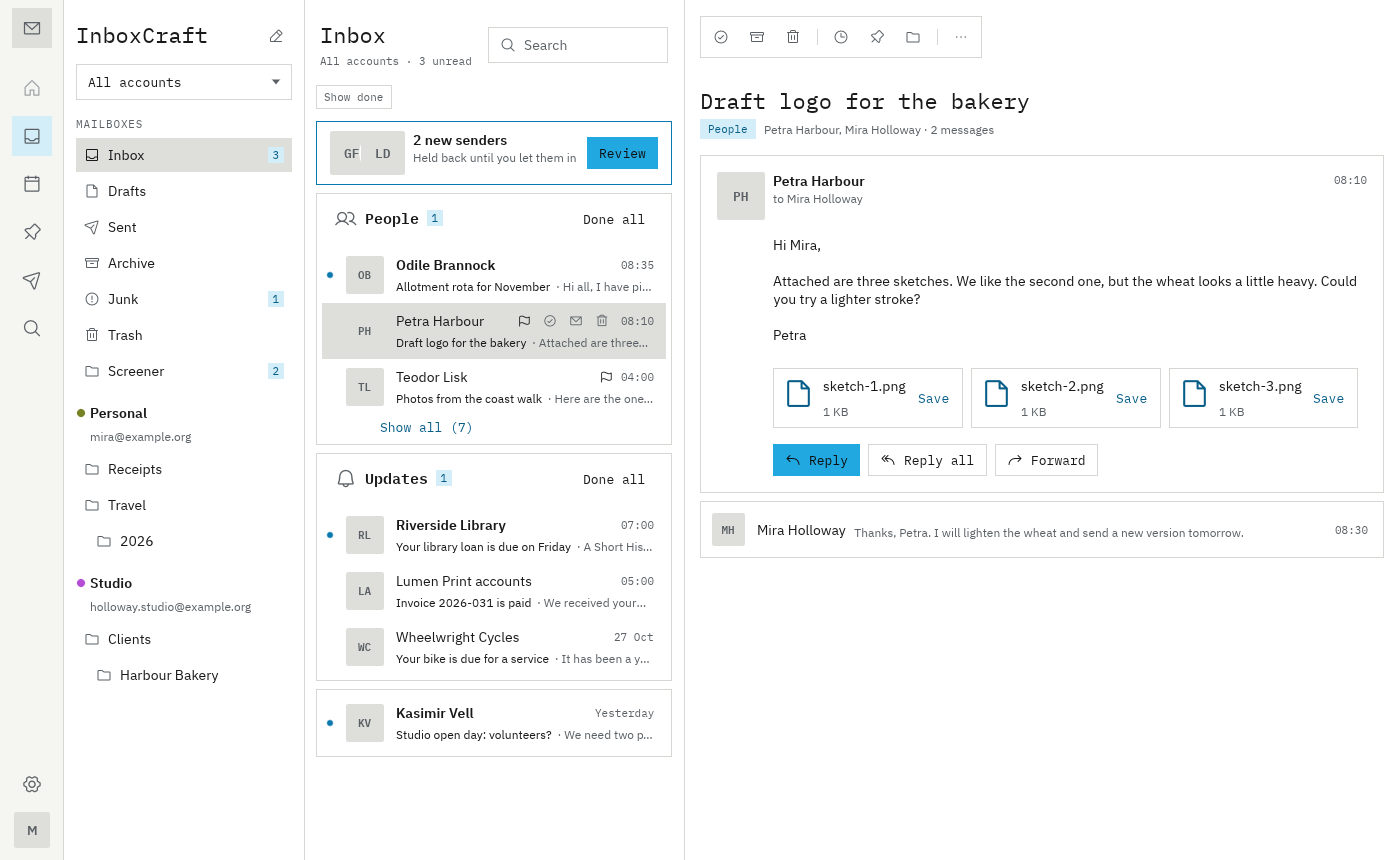 InboxCraft
All accounts
MAILBOXES
Inbox 3
Drafts
Sent
Archive
Junk 1
Trash
Screener 2
Personal
mira@example.org
Receipts
Travel
2026
Studio
holloway.studio@example.org
Clients
Harbour Bakery
M
Inbox
All accounts · 3 unread
Search
Show done
GF LD
2 new senders
Held back until you let them in
Review
People 1 Done all
OB Odile Brannock 08:35
Allotment rota for November · Hi all, I have pi…
PH Petra Harbour 08:10
Draft logo for the bakery · Attached are three…
TL Teodor Lisk 04:00
Photos from the coast walk · Here are the one…
Show all (7)
Updates 1 Done all
RL Riverside Library 07:00
Your library loan is due on Friday · A Short His…
LA Lumen Print accounts 05:00
Invoice 2026-031 is paid · We received your…
WC Wheelwright Cycles 27 Oct
Your bike is due for a service · It has been a y…
KV Kasimir Vell Yesterday
Studio open day: volunteers? · We need two p…
Draft logo for the bakery
People Petra Harbour, Mira Holloway · 2 messages
PH Petra Harbour 08:10
to Mira Holloway
Hi Mira,
Attached are three sketches. We like the second one, but the wheat looks a little heavy. Could
you try a lighter stroke?
Petra
sketch-1.png 1 KB Save
sketch-2.png 1 KB Save
sketch-3.png 1 KB Save
Reply Reply all Forward
MH Mira Holloway Thanks, Petra. I will lighten the wheat and send a new version tomorrow. 08:30